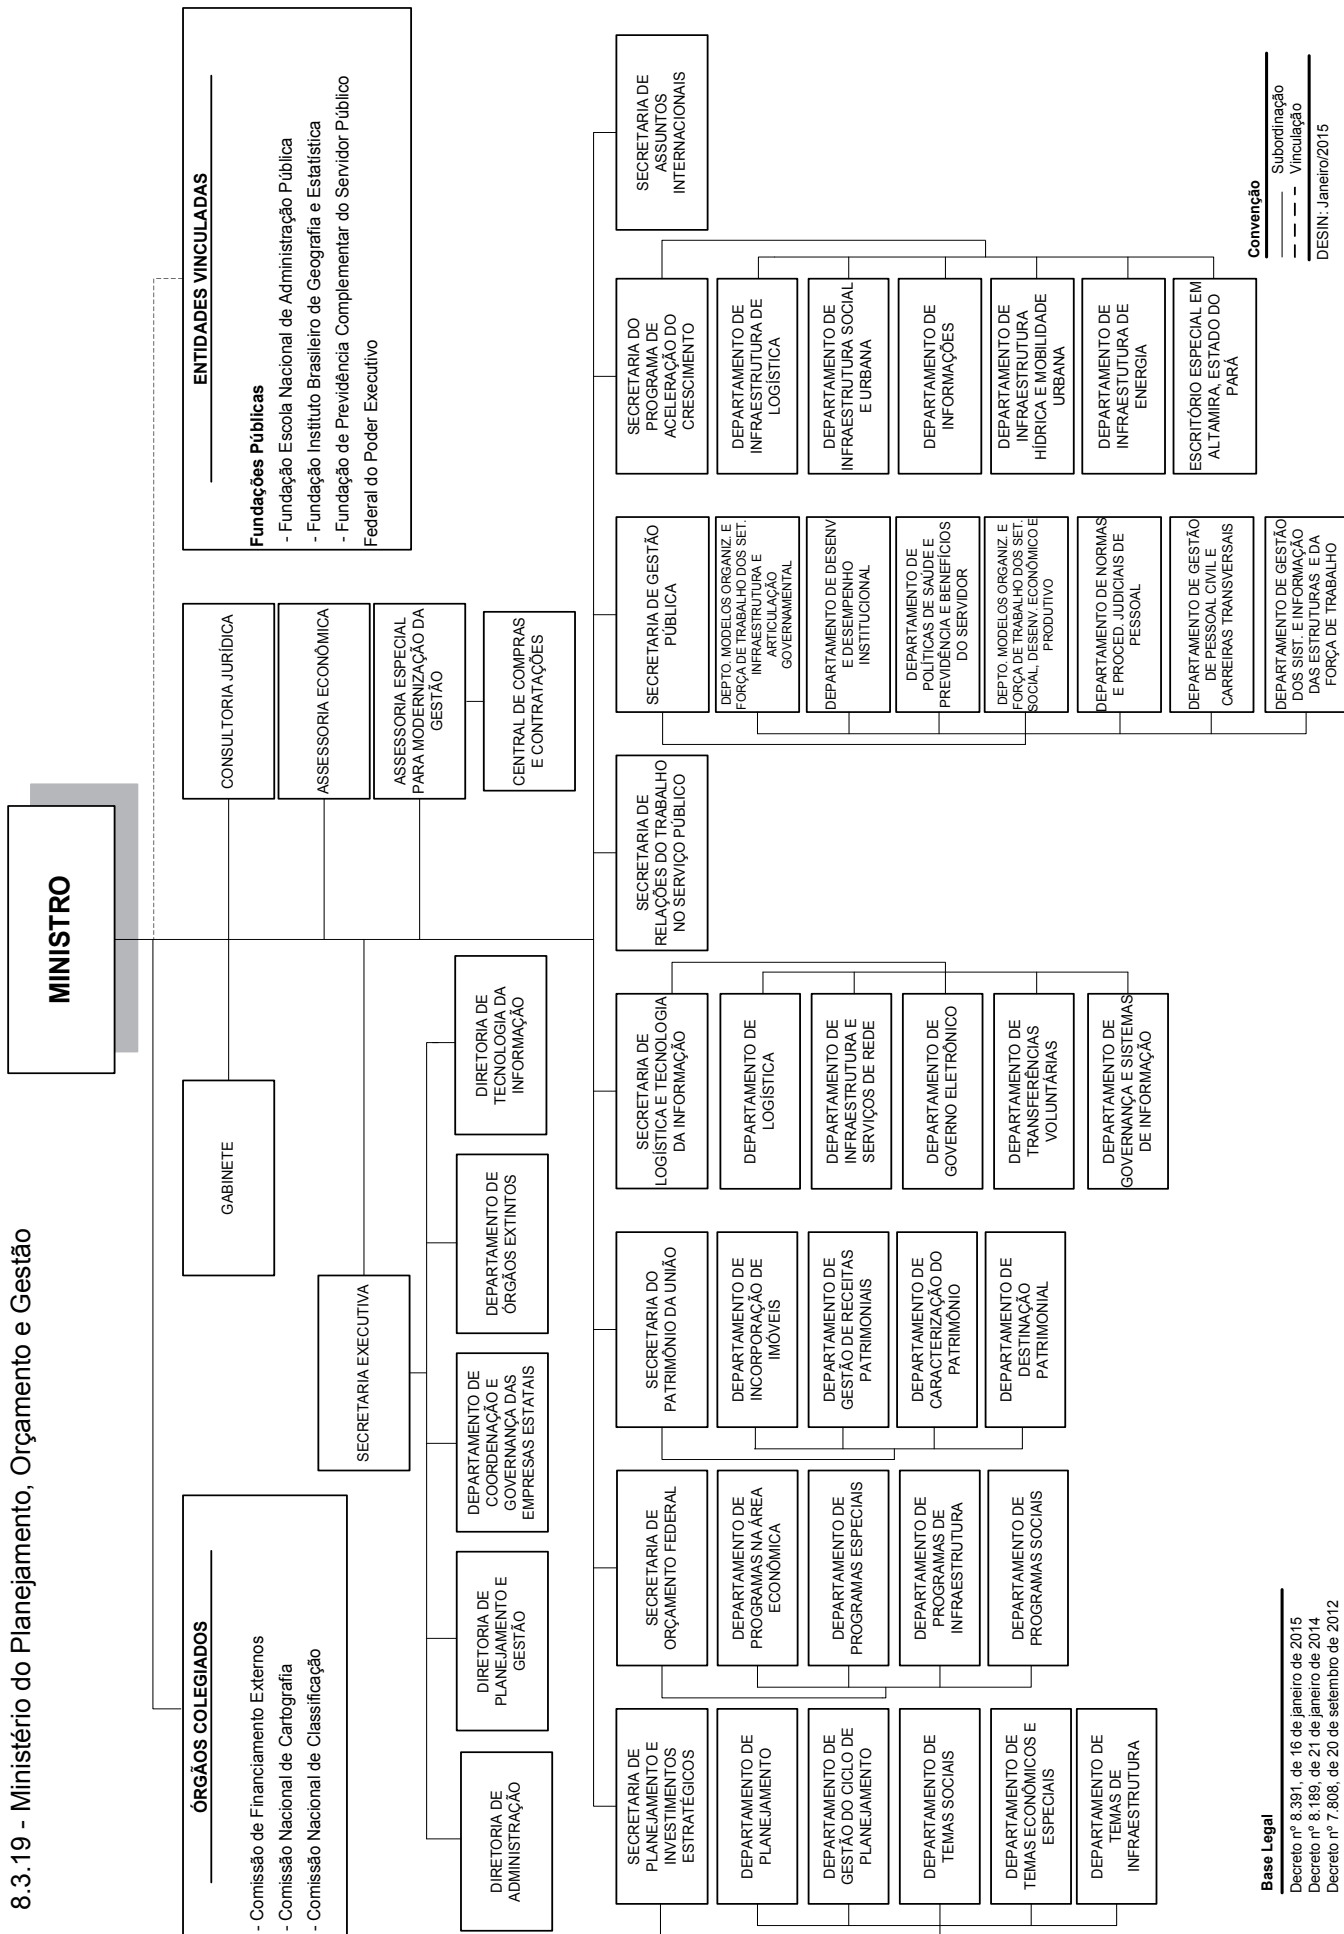 8.3.19 - Ministério do Planejamento, Orçamento e Gestão
MINISTRO
ÓRGÃOS COLEGIADOS
- Comissão de Financiamento Externos
- Comissão Nacional de Cartografia
- Comissão Nacional de Classificação
GABINETE
CONSULTORIA JURÍDICA
ASSESSORIA ECONÔMICA
ASSESSORIA ESPECIAL
PARA MODERNIZAÇÃO DA
GESTÃO
CENTRAL DE COMPRAS
E CONTRATAÇÕES
ENTIDADES VINCULADAS
Fundações Públicas
- Fundação Escola Nacional de Administração Pública
- Fundação Instituto Brasileiro de Geografia e Estatística
- Fundação de Previdência Complementar do Servidor Público
Federal do Poder Executivo
SECRETARIA EXECUTIVA
DIRETORIA DE
ADMINISTRAÇÃO
DIRETORIA DE
PLANEJAMENTO E
GESTÃO
DEPARTAMENTO DE
COORDENAÇÃO E
GOVERNANÇA DAS
EMPRESAS ESTATAIS
DEPARTAMENTO DE
ÓRGÃOS EXTINTOS
DIRETORIA DE
TECNOLOGIA DA
INFORMAÇÃO
SECRETARIA DE
PLANEJAMENTO E
INVESTIMENTOS
ESTRATÉGICOS
DEPARTAMENTO DE
PLANEJAMENTO
DEPARTAMENTO DE
GESTÃO DO CICLO DE
PLANEJAMENTO
DEPARTAMENTO DE
TEMAS SOCIAIS
DEPARTAMENTO DE
TEMAS ECONÔMICOS E
ESPECIAIS
DEPARTAMENTO DE
TEMAS DE
INFRAESTRUTURA
SECRETARIA DE
ORÇAMENTO FEDERAL
DEPARTAMENTO DE
PROGRAMAS NA ÁREA
ECONÔMICA
DEPARTAMENTO DE
PROGRAMAS ESPECIAIS
DEPARTAMENTO DE
PROGRAMAS DE
INFRAESTRUTURA
DEPARTAMENTO DE
PROGRAMAS SOCIAIS
SECRETARIA DO
PATRIMÔNIO DA UNIÃO
DEPARTAMENTO DE
INCORPORAÇÃO DE
IMÓVEIS
DEPARTAMENTO DE
GESTÃO DE RECEITAS
PATRIMONIAIS
DEPARTAMENTO DE
CARACTERIZAÇÃO DO
PATRIMÔNIO
DEPARTAMENTO DE
DESTINAÇÃO
PATRIMONIAL
SECRETARIA DE
LOGÍSTICA E TECNOLOGIA
DA INFORMAÇÃO
DEPARTAMENTO DE
LOGÍSTICA
DEPARTAMENTO DE
INFRAESTRUTURA E
SERVIÇOS DE REDE
DEPARTAMENTO DE
GOVERNO ELETRÔNICO
DEPARTAMENTO DE
TRANSFERÊNCIAS
VOLUNTÁRIAS
DEPARTAMENTO DE
GOVERNANÇA E SISTEMAS
DE INFORMAÇÃO
SECRETARIA DE
RELAÇÕES DO TRABALHO
NO SERVIÇO PÚBLICO
SECRETARIA DE GESTÃO
PÚBLICA
DEPTO. MODELOS ORGANIZ. E
FORÇA DE TRABALHO DOS SET.
INFRAESTRUTURA E
ARTICULAÇÃO
GOVERNAMENTAL
DEPARTAMENTO DE DESENV
E DESEMPENHO
INSTITUCIONAL
DEPARTAMENTO DE
POLÍTICAS DE SAÚDE E
PREVIDÊNCIA E BENEFÍCIOS
DO SERVIDOR
DEPTO. MODELOS ORGANIZ. E
FORÇA DE TRABALHO DOS SET.
SOCIAL, DESENV. ECONÔMICO E
PRODUTIVO
DEPARTAMENTO DE NORMAS
E PROCED. JUDICIAIS DE
PESSOAL
DEPARTAMENTO DE GESTÃO
DE PESSOAL CIVIL E
CARREIRAS TRANSVERSAIS
DEPARTAMENTO DE GESTÃO
DOS SIST. E INFORMAÇÃO
DAS ESTRUTURAS E DA
FORÇA DE TRABALHO
SECRETARIA DO
PROGRAMA DE
ACELERAÇÃO DO
CRESCIMENTO
DEPARTAMENTO DE
INFRAESTRUTURA DE
LOGÍSTICA
DEPARTAMENTO DE
INFRAESTRUTURA SOCIAL
E URBANA
DEPARTAMENTO DE
INFORMAÇÕES
DEPARTAMENTO DE
INFRAESTRUTURA
HÍDRICA E MOBILIDADE
URBANA
DEPARTAMENTO DE
INFRAESTUTURA DE
ENERGIA
ESCRITÓRIO ESPECIAL EM
ALTAMIRA, ESTADO DO
PARÁ
SECRETARIA DE
ASSUNTOS
INTERNACIONAIS
Base Legal
Decreto nº 8.391, de 16 de janeiro de 2015
Decreto nº 8.189, de 21 de janeiro de 2014
Decreto nº 7.808, de 20 de setembro de 2012
Convenção
Subordinação
Vinculação
DESIN: Janeiro/2015